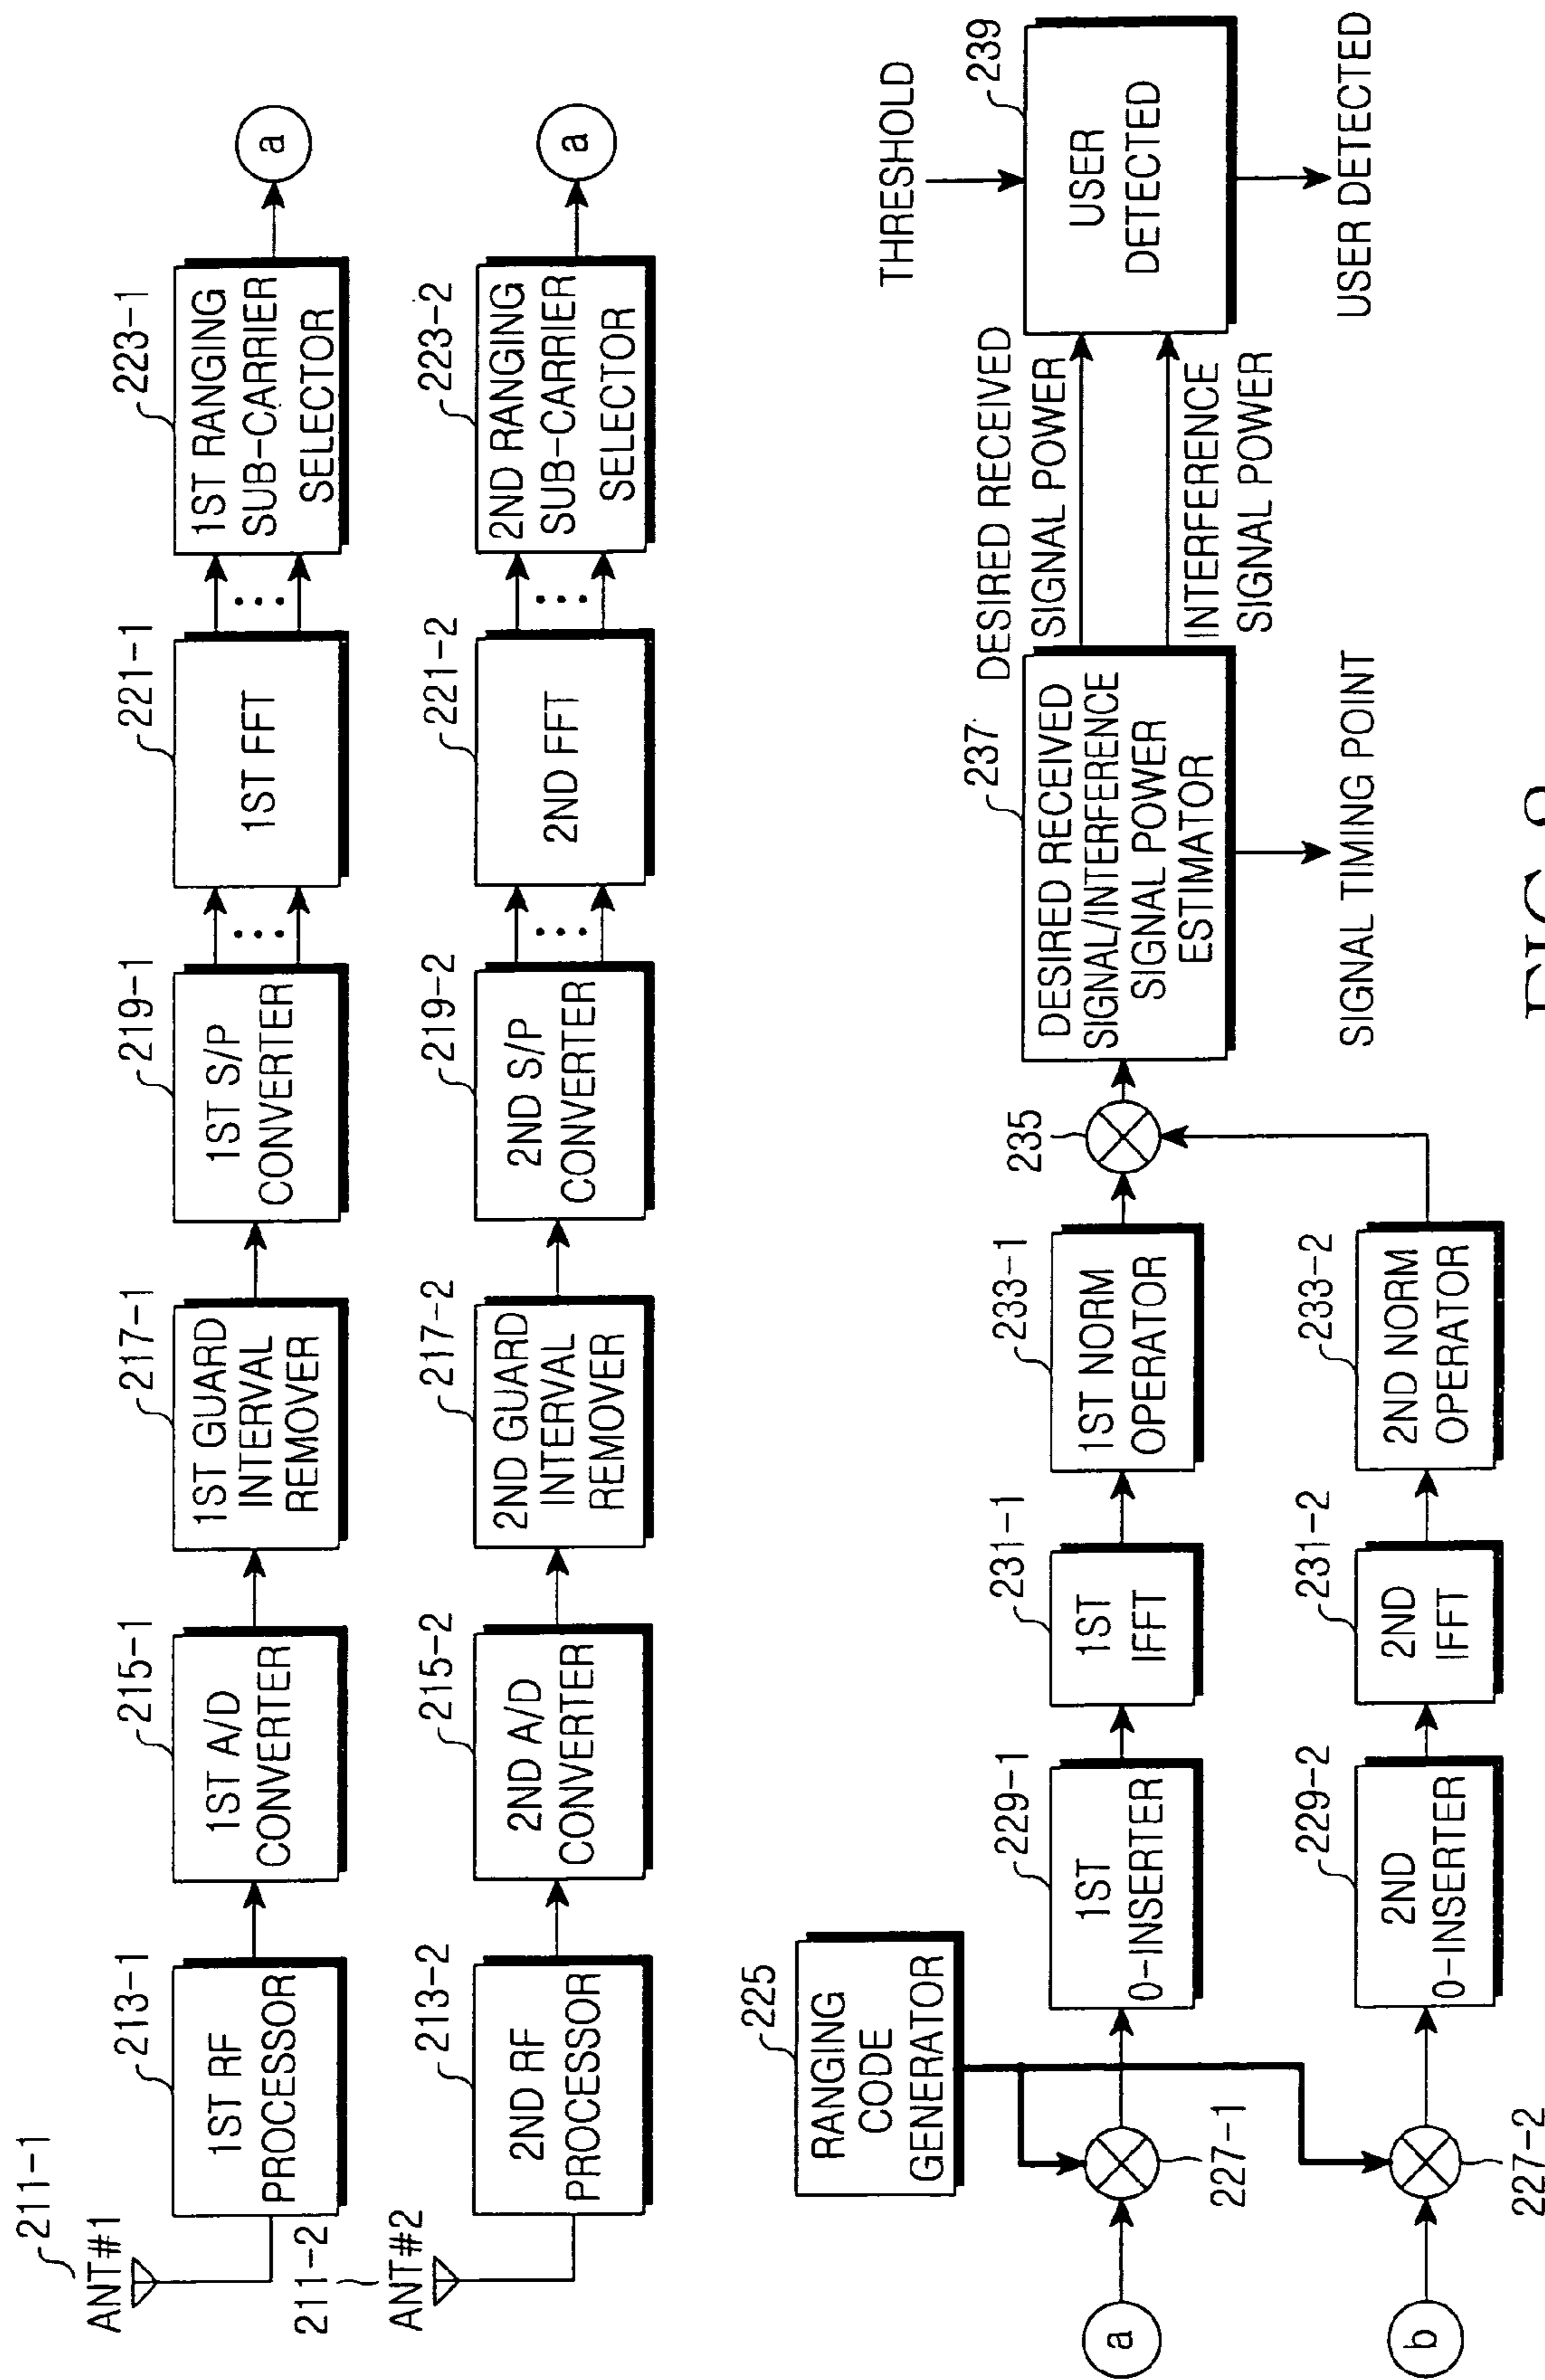 211-1
ANT#1
213-1
1ST RF
PROCESSOR
215-1
1ST A/D
CONVERTER
217-1
1ST GUARD
INTERVAL
REMOVER
219-1
1ST S/P
CONVERTER
221-1
1ST FFT
223-1
1ST RANGING
SUB-CARRIER
SELECTOR
a
211-2
ANT#2
213-2
2ND RF
PROCESSOR
215-2
2ND A/D
CONVERTER
217-2
2ND GUARD
INTERVAL
REMOVER
219-2
2ND S/P
CONVERTER
221-2
2ND FFT
223-2
2ND RANGING
SUB-CARRIER
SELECTOR
a
225
RANGING
CODE
GENERATOR
a
227-1
229-1
1ST
0-INSERTER
231-1
1ST
IFFT
233-1
1ST NORM
OPERATOR
235
237
DESIRED RECEIVED
SIGNAL/INTERFERENCE
SIGNAL POWER
ESTIMATOR
SIGNAL TIMING POINT
DESIRED RECEIVED
SIGNAL POWER
INTERFERENCE
SIGNAL POWER
THRESHOLD
239
USER
DETECTED
USER DETECTED
b
227-2
229-2
2ND
0-INSERTER
231-2
2ND
IFFT
233-2
2ND NORM
OPERATOR